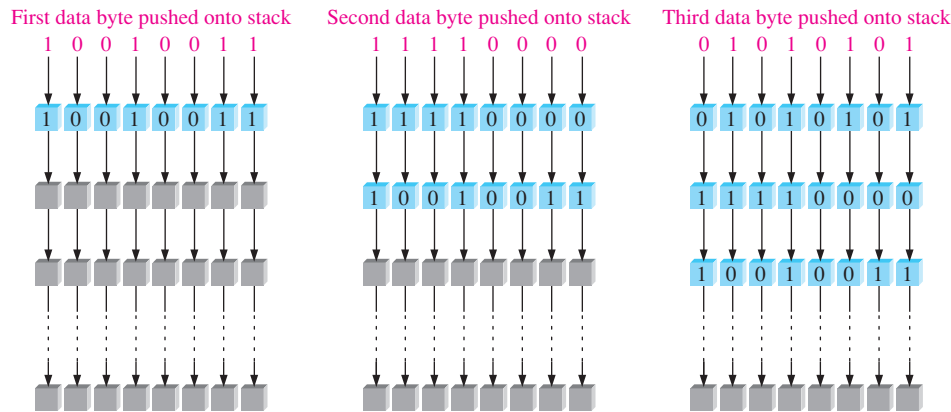 First data byte pushed onto stack
1 0 0 1 0 0 1 1
1 0 0 1 0 0 1 1
Second data byte pushed onto stack
1 1 1 1 0 0 0 0
1 1 1 1 0 0 0 0
1 0 0 1 0 0 1 1
Third data byte pushed onto stack
0 1 0 1 0 1 0 1
0 1 0 1 0 1 0 1
1 1 1 1 0 0 0 0
1 0 0 1 0 0 1 1